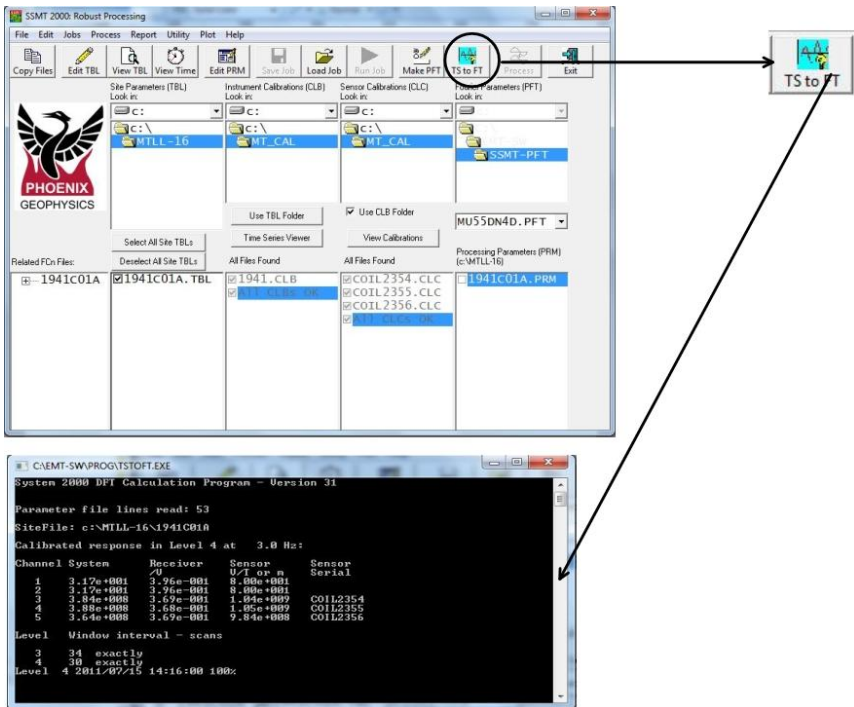 SSMT 2000: Robust Processing
File Edit Jobs Process Report Utility Plot Help
Copy Files Edit TBL View TBL View Time Edit PRM Save Job Load Job Run Job Make PFT TS to FT Process Exit
TS to FT
Site Parameters (TBL) Instrument Calibrations (CLB) Sensor Calibrations (CLC) Fourier Parameters (PFT)
Look in: Look in: Look in: Look in:
c: c: c:
c:\ c:\ c:\
MTLL-16 MT_CAL MT_CAL
SSMT-PFT
PHOENIX
GEOPHYSICS
Use TBL Folder Use CLB Folder
MU55DN4D.PFT
Select All Site TBLs Time Series Viewer View Calibrations
Processing Parameters (PRM)
Related FCn Files: Deselect All Site TBLs All Files Found All Files Found (c:\MTLL-16)
1941C01A 1941C01A.TBL 1941.CLB COIL2354.CLC 1941C01A.PRM
All CLBs OK COIL2355.CLC
COIL2356.CLC
All CLCs OK
C:\EMT-SW\PROG\TSTOFT.EXE
System 2000 DFT Calculation Program - Version 31
Parameter file lines read: 53
SiteFile: c:\MTLL-16\1941C01A
Calibrated response in Level 4 at 3.0 Hz:
Channel System Receiver Sensor Sensor
/V V/T or m Serial
1 3.17e+001 3.96e-001 8.00e+001
2 3.17e+001 3.96e-001 8.00e+001
3 3.84e+008 3.69e-001 1.04e+009 COIL2354
4 3.88e+008 3.68e-001 1.05e+009 COIL2355
5 3.64e+008 3.69e-001 9.84e+008 COIL2356
Level Window interval - scans
3 34 exactly
4 30 exactly
Level 4 2011/07/15 14:16:00 100%